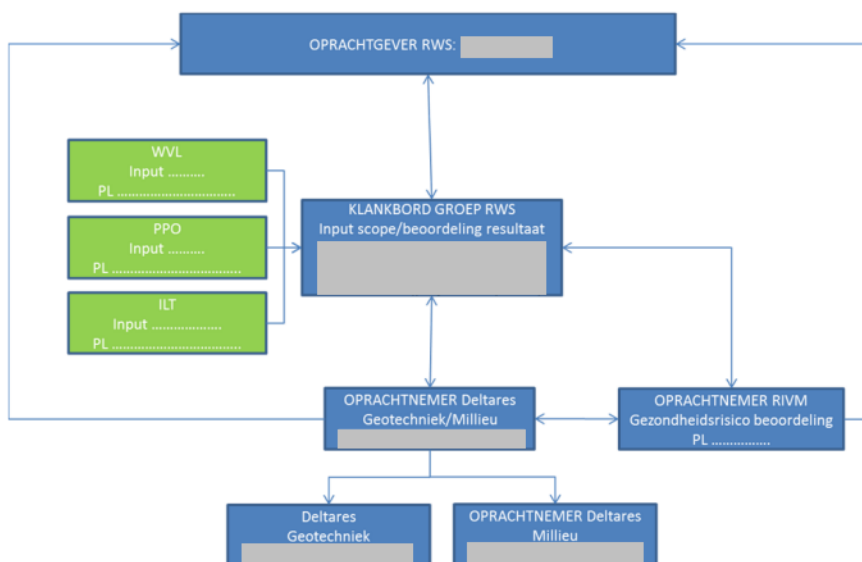 OPRACHTGEVER RWS:
WVL
Input ..........
PL .................................
PPO
Input ..........
PL ....................................
ILT
Input ....................
PL ....................................
KLANKBORD GROEP RWS
Input scope/beoordeling resultaat
OPRACHTNEMER Deltares
Geotechniek/Millieu
OPRACHTNEMER RIVM
Gezondheidsrisico beoordeling
PL ................
Deltares
Geotechniek
OPRACHTNEMER Deltares
Millieu